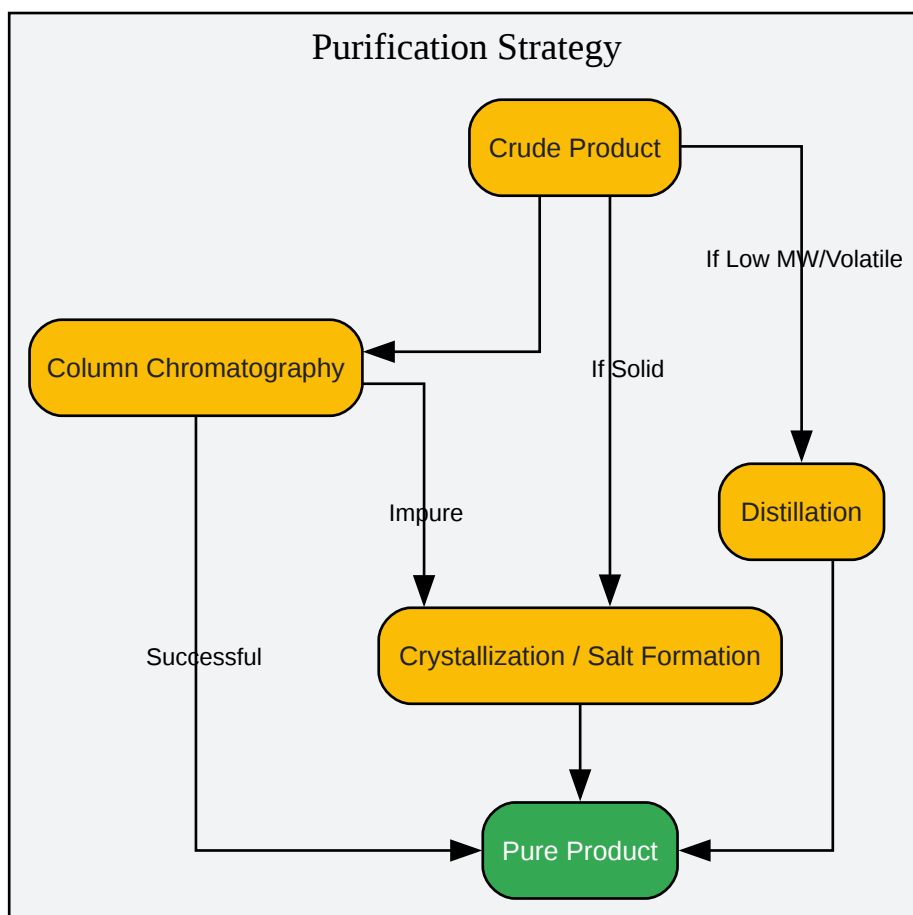 Purification Strategy
Crude Product
If Low MW/Volatile
Column Chromatography
If Solid
Impure
Distillation
Successful
Crystallization / Salt Formation
Pure Product